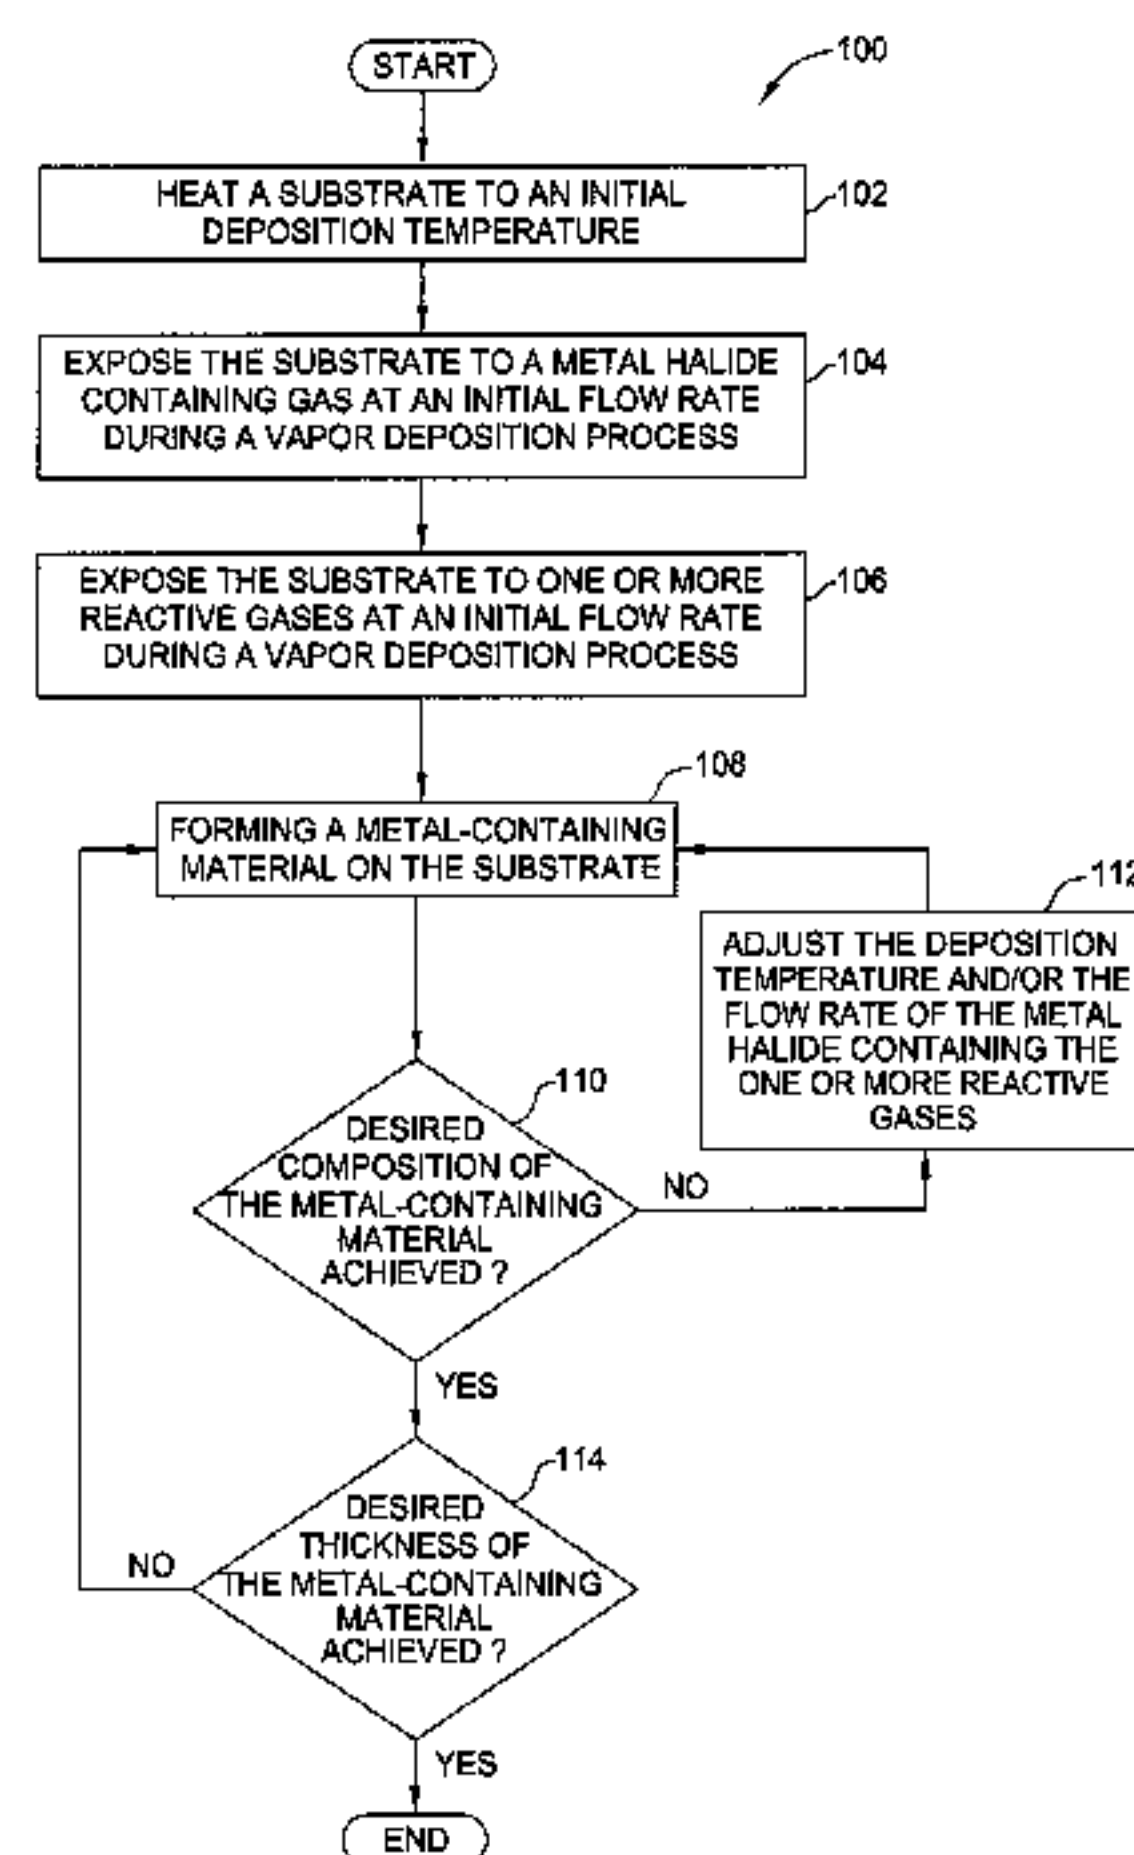 START
100
HEAT A SUBSTRATE TO AN INITIAL
DEPOSITION TEMPERATURE
102
EXPOSE THE SUBSTRATE TO A METAL HALIDE
CONTAINING GAS AT AN INITIAL FLOW RATE
DURING A VAPOR DEPOSITION PROCESS
104
EXPOSE THE SUBSTRATE TO ONE OR MORE
REACTIVE GASES AT AN INITIAL FLOW RATE
DURING A VAPOR DEPOSITION PROCESS
106
108
FORMING A METAL-CONTAINING
MATERIAL ON THE SUBSTRATE
112
ADJUST THE DEPOSITION
TEMPERATURE AND/OR THE
FLOW RATE OF THE METAL
HALIDE CONTAINING THE
ONE OR MORE REACTIVE
GASES
110
DESIRED
COMPOSITION OF
THE METAL-CONTAINING
MATERIAL
ACHIEVED ?
NO
YES
114
DESIRED
THICKNESS OF
THE METAL-CONTAINING
MATERIAL
ACHIEVED ?
NO
YES
END